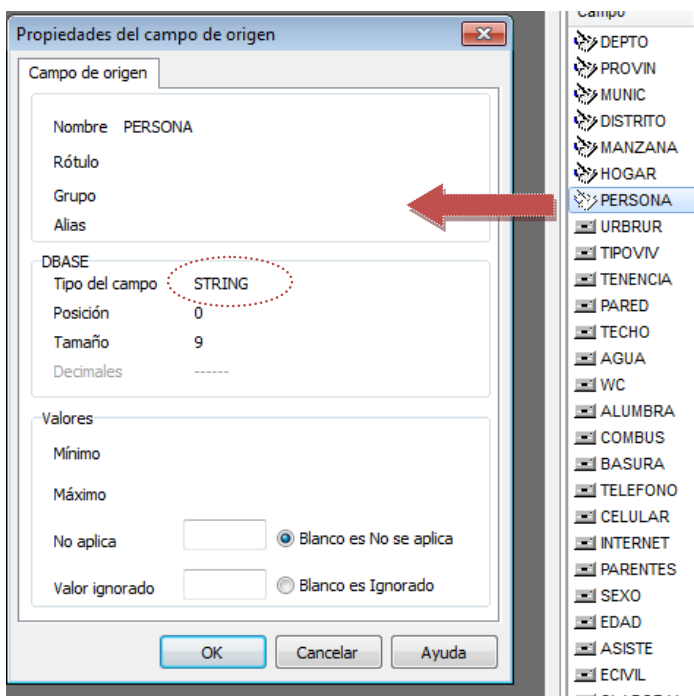 Propiedades del campo de origen
Campo de origen
Nombre PERSONA
Rótulo
Grupo
Alias
DBASE
Tipo del campo STRING
Posición 0
Tamaño 9
Decimales ------
Valores
Mínimo
Máximo
No aplica Blanco es No se aplica
Valor ignorado Blanco es Ignorado
OK Cancelar Ayuda
Campo
DEPTO
PROVIN
MUNIC
DISTRITO
MANZANA
HOGAR
PERSONA
URBRUR
TIPOVIV
TENENCIA
PARED
TECHO
AGUA
WC
ALUMBRA
COMBUS
BASURA
TELEFONO
CELULAR
INTERNET
PARENTES
SEXO
EDAD
ASISTE
ECIVIL